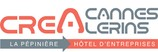 CREA CANNES
LERINS
LA PÉPINIÈRE HÔTEL D'ENTREPRISES